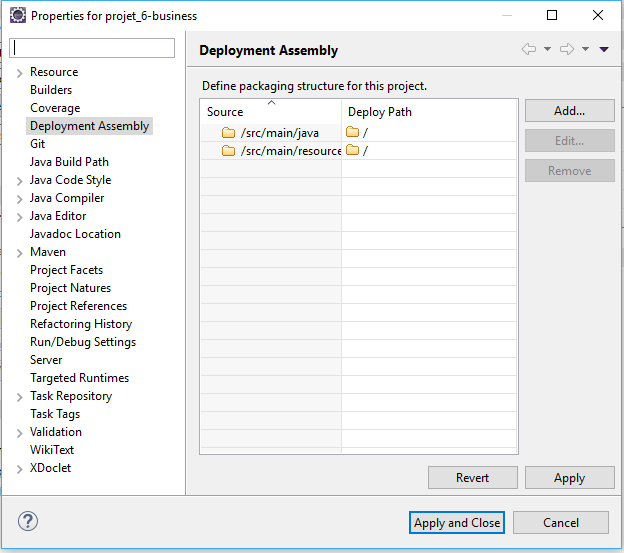 Properties for projet_6-business
Resource
Builders
Coverage
Deployment Assembly
Git
Java Build Path
Java Code Style
Java Compiler
Java Editor
Javadoc Location
Maven
Project Facets
Project Natures
Project References
Refactoring History
Run/Debug Settings
Server
Targeted Runtimes
Task Repository
Task Tags
Validation
WikiText
XDoclet
Deployment Assembly
Define packaging structure for this project.
Source Deploy Path
/src/main/java /
/src/main/resource /
Add...
Edit...
Remove
Revert Apply
? Apply and Close Cancel